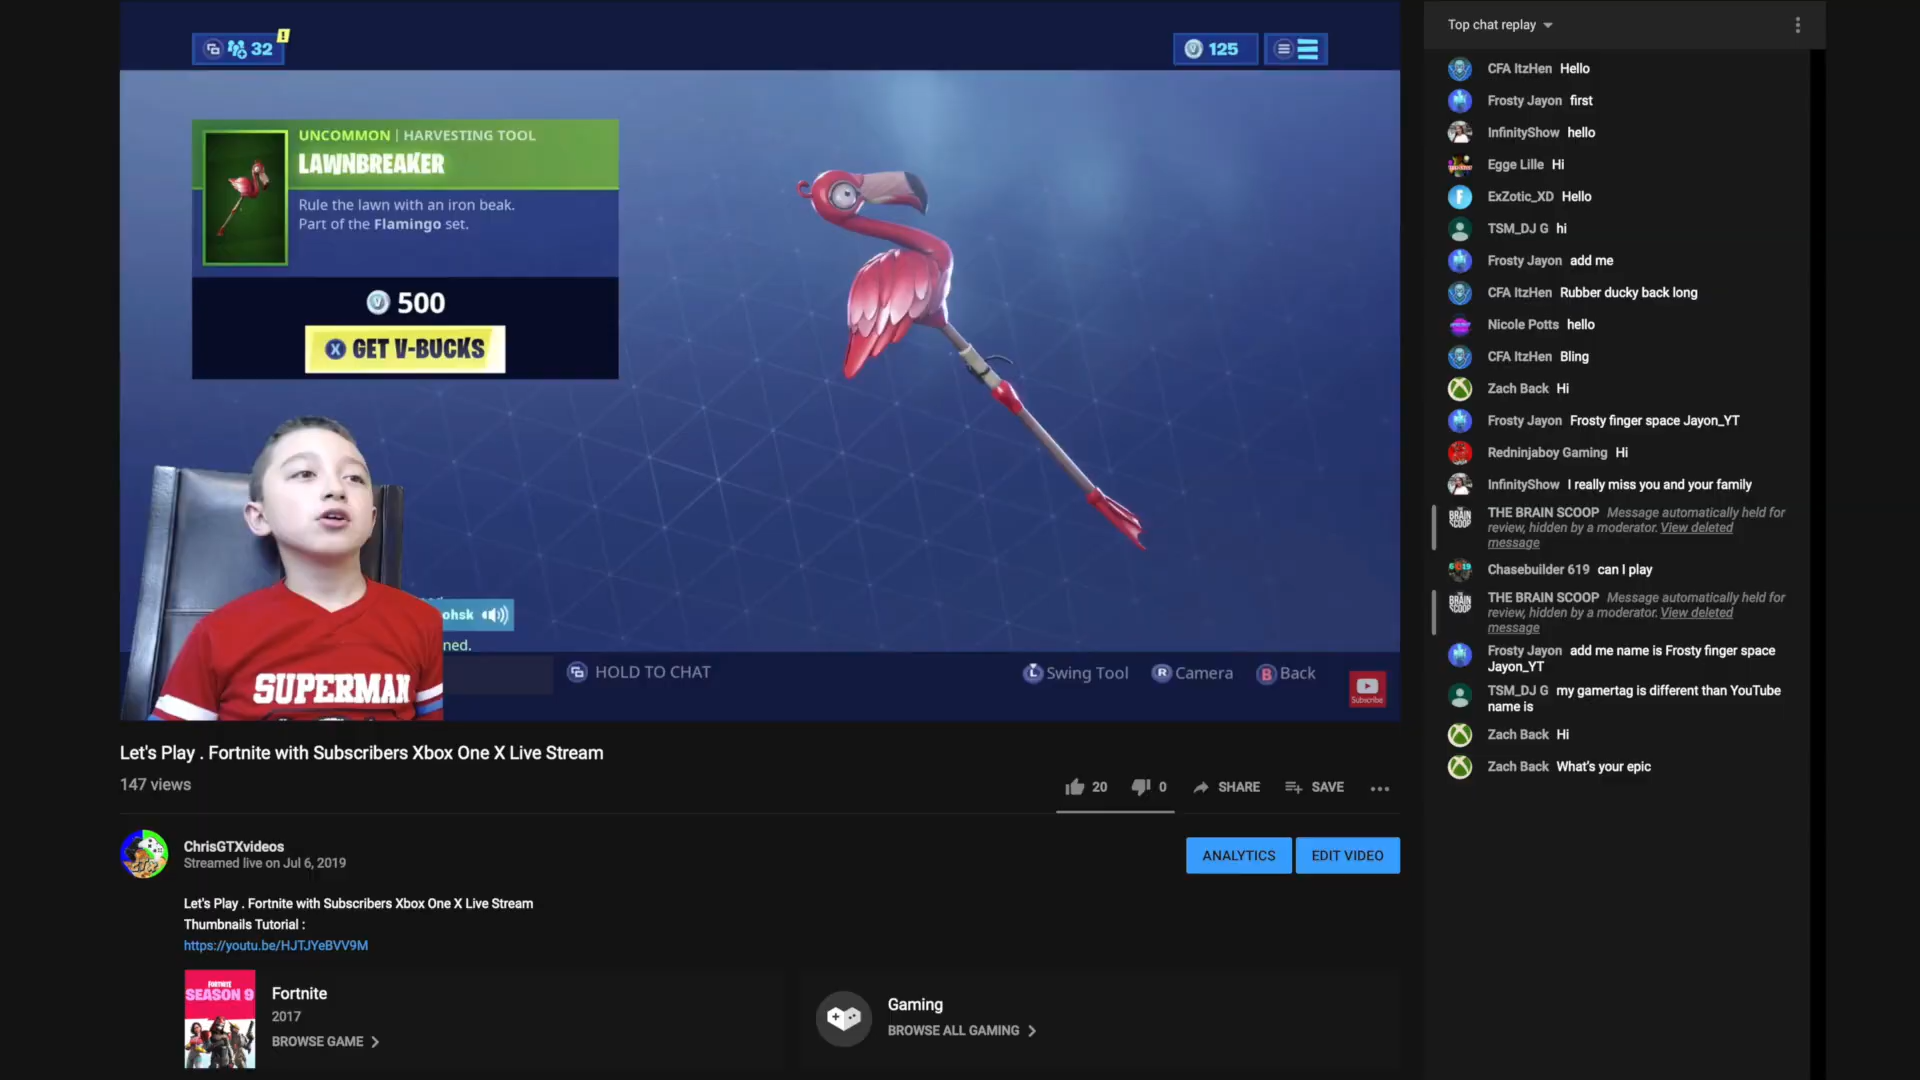 32
!
125
UNCOMMON | HARVESTING TOOL
LAWNBREAKER
Rule the lawn with an iron beak.
Part of the Flamingo set.
500
X GET V-BUCKS
ohsk
ned.
SUPERMAN
HOLD TO CHAT
L Swing Tool
R Camera
B Back
Subscribe
Let's Play . Fortnite with Subscribers Xbox One X Live Stream
147 views
20
0
SHARE
SAVE
ChrisGTXvideos
Streamed live on Jul 6, 2019
ANALYTICS
EDIT VIDEO
Let's Play . Fortnite with Subscribers Xbox One X Live Stream
Thumbnails Tutorial :
https://youtu.be/HJTJYeBVV9M
FORTNITE
SEASON 9
Fortnite
2017
BROWSE GAME
Gaming
BROWSE ALL GAMING
Top chat replay
CFA ItzHen Hello
Frosty Jayon first
InfinityShow hello
Egge Lille Hi
F ExZotic_XD Hello
TSM_DJ G hi
Frosty Jayon add me
CFA ItzHen Rubber ducky back long
Nicole Potts hello
CFA ItzHen Bling
Zach Back Hi
Frosty Jayon Frosty finger space Jayon_YT
Redninjaboy Gaming Hi
InfinityShow I really miss you and your family
THE BRAIN SCOOP
THE BRAIN SCOOP Message automatically held for
review, hidden by a moderator. View deleted
message
Chasebuilder 619 can I play
THE BRAIN SCOOP
THE BRAIN SCOOP Message automatically held for
review, hidden by a moderator. View deleted
message
Frosty Jayon add me name is Frosty finger space
Jayon_YT
TSM_DJ G my gamertag is different than YouTube
name is
Zach Back Hi
Zach Back What's your epic